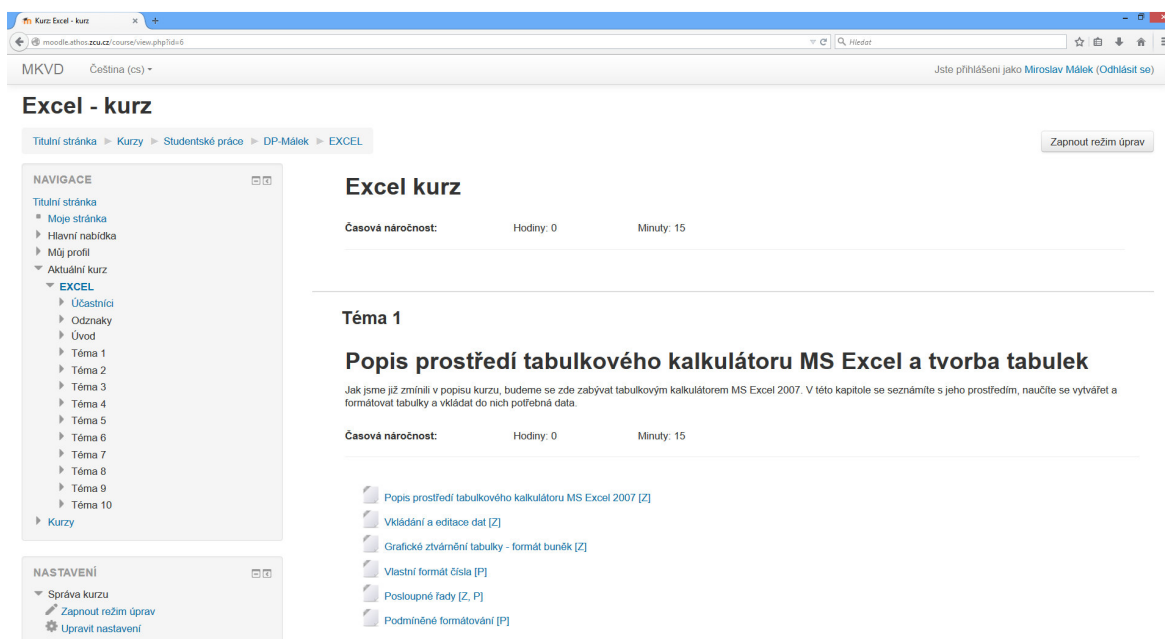 Kurz: Excel - kurz
moodle.athos.zcu.cz/course/view.php?id=6
Hledat
MKVD Čeština (cs)
Jste přihlášeni jako Miroslav Málek (Odhlásit se)
Excel - kurz
Titulní stránka Kurzy Studentské práce DP-Málek EXCEL
Zapnout režim úprav
NAVIGACE
Titulní stránka
Moje stránka
Hlavní nabídka
Můj profil
Aktuální kurz
EXCEL
Účastníci
Odznaky
Úvod
Téma 1
Téma 2
Téma 3
Téma 4
Téma 5
Téma 6
Téma 7
Téma 8
Téma 9
Téma 10
Kurzy
NASTAVENÍ
Správa kurzu
Zapnout režim úprav
Upravit nastavení
Excel kurz
Časová náročnost: Hodiny: 0 Minuty: 15
Téma 1
Popis prostředí tabulkového kalkulátoru MS Excel a tvorba tabulek
Jak jsme již zmínili v popisu kurzu, budeme se zde zabývat tabulkovým kalkulátorem MS Excel 2007. V této kapitole se seznámíte s jeho prostředím, naučíte se vytvářet a
formátovat tabulky a vkládat do nich potřebná data.
Časová náročnost: Hodiny: 0 Minuty: 15
Popis prostředí tabulkového kalkulátoru MS Excel 2007 [Z]
Vkládání a editace dat [Z]
Grafické ztvárnění tabulky - formát buněk [Z]
Vlastní formát čísla [P]
Posloupné řady [Z, P]
Podmíněné formátování [P]